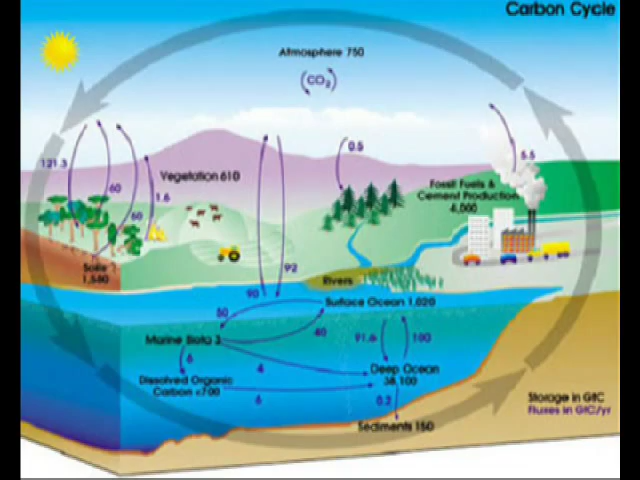 Carbon Cycle
Atmosphere 750
CO2
121.3
60
60
1.6
Vegetation 610
0.5
5.5
Fossil Fuels &
Cement Production
4,000
Soils
1,580
90
92
Rivers
Surface Ocean 1,020
50
40
91.6
100
Marine Biota 3
6
4
Deep Ocean
38,100
Dissolved Organic
Carbon <700
6
0.2
Sediments 150
Storage in GtC
Fluxes in GtC/yr